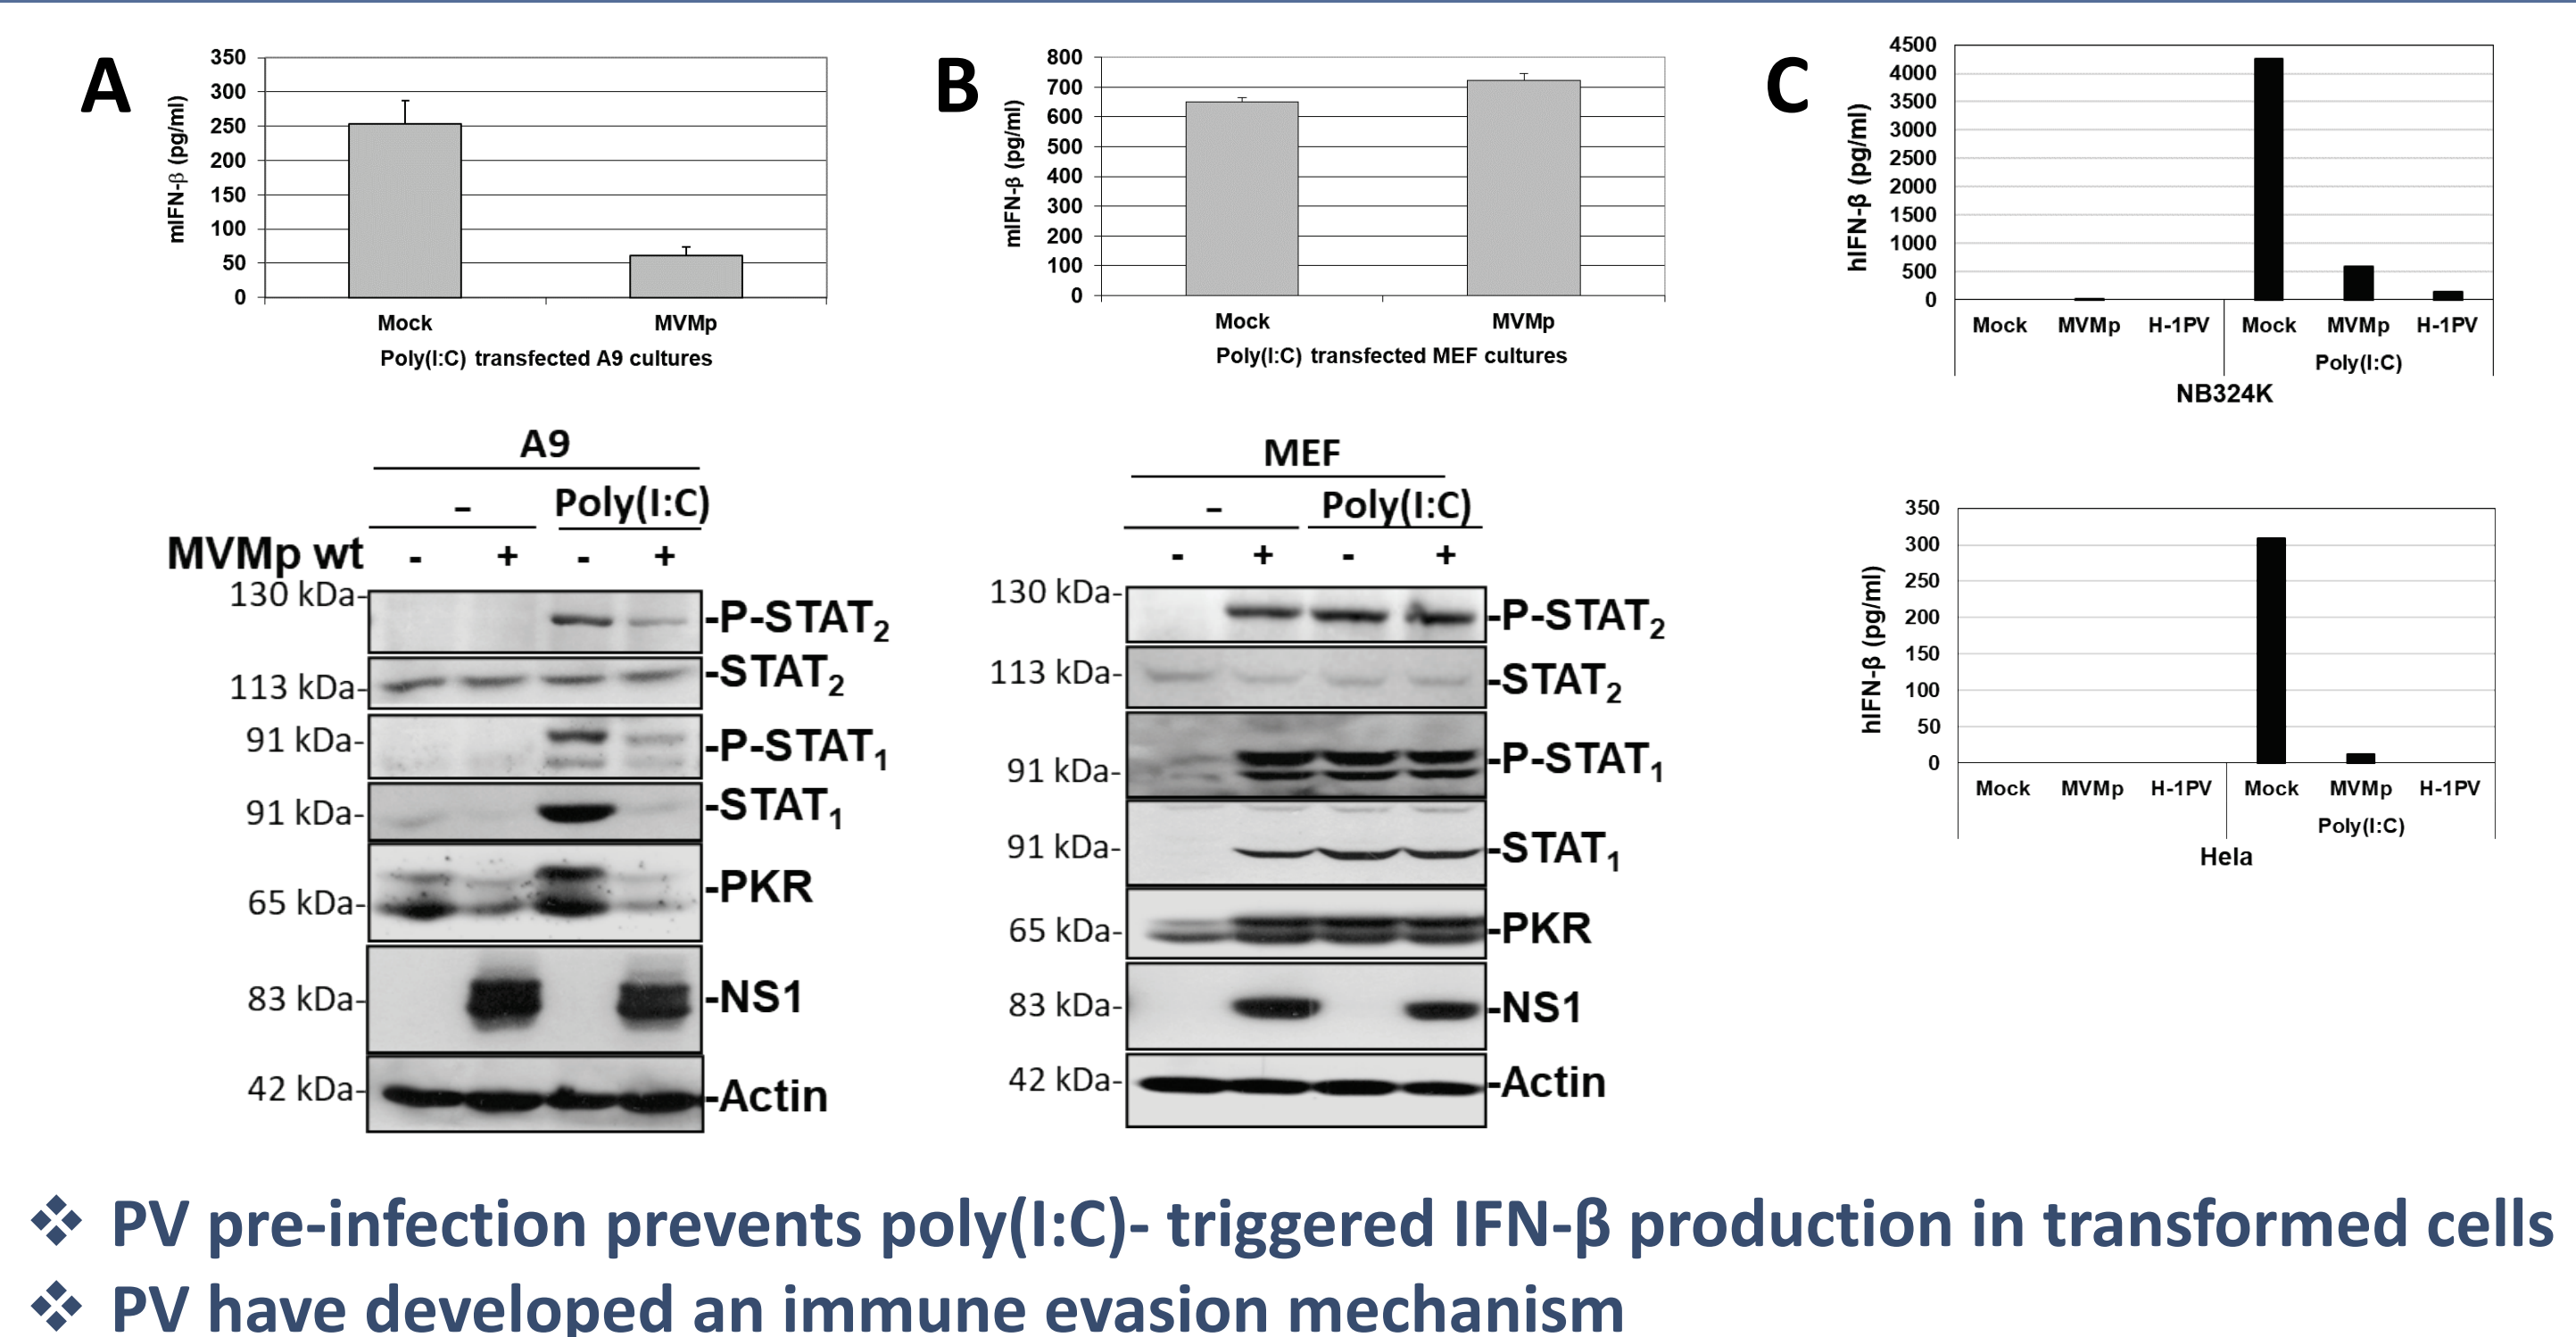 A
mIFN-β (pg/ml)
350
300
250
200
150
100
50
0
Mock MVMp
Poly(I:C) transfected A9 cultures
A9
– Poly(I:C)
MVMp wt - + - +
130 kDa- -P-STAT2
113 kDa- -STAT2
91 kDa- -P-STAT1
91 kDa- -STAT1
65 kDa- -PKR
83 kDa- -NS1
42 kDa- -Actin
B
mIFN-β (pg/ml)
800
700
600
500
400
300
200
100
0
Mock MVMp
Poly(I:C) transfected MEF cultures
MEF
– Poly(I:C)
- + - +
130 kDa- -P-STAT2
113 kDa- -STAT2
91 kDa- -P-STAT1
91 kDa- -STAT1
65 kDa- -PKR
83 kDa- -NS1
42 kDa- -Actin
C
hIFN-β (pg/ml)
4500
4000
3500
3000
2500
2000
1500
1000
500
0
Mock MVMp H-1PV Mock MVMp H-1PV
Poly(I:C)
NB324K
hIFN-β (pg/ml)
350
300
250
200
150
100
50
0
Mock MVMp H-1PV Mock MVMp H-1PV
Poly(I:C)
Hela
❖ PV pre-infection prevents poly(I:C)- triggered IFN-β production in transformed cells
❖ PV have developed an immune evasion mechanism